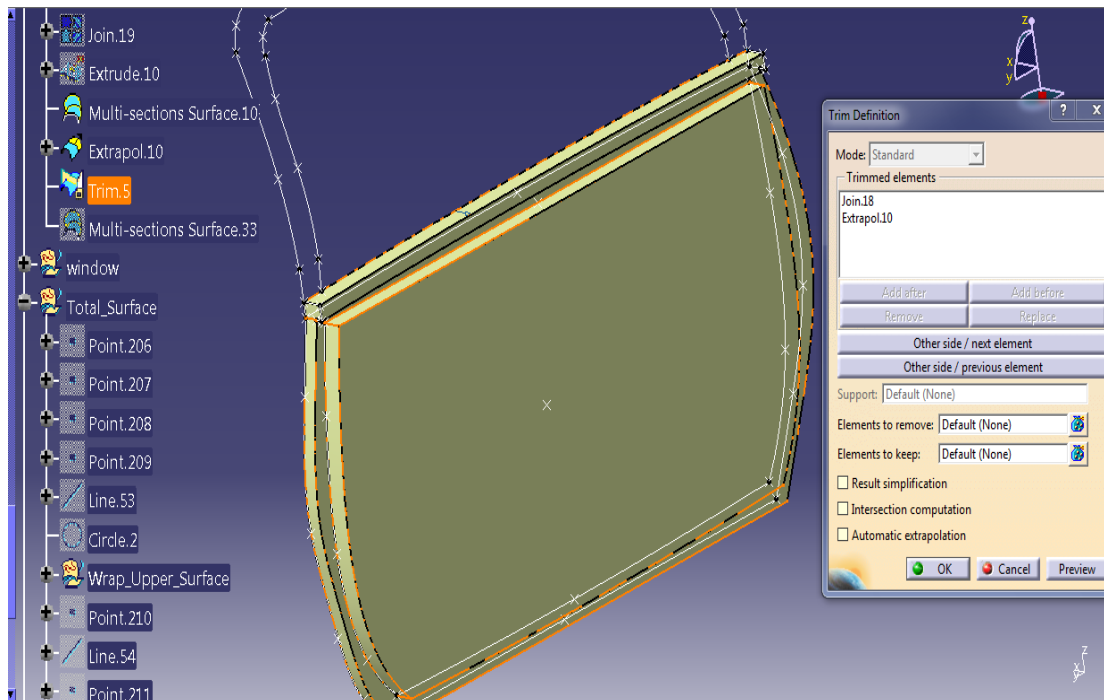 Join.19
Extrude.10
Multi-sections Surface.10
Extrapol.10
Trim.5
Multi-sections Surface.33
window
Total_Surface
Point.206
Point.207
Point.208
Point.209
Line.53
Circle.2
Wrap_Upper_Surface
Point.210
Line.54
Point.211
z
x
y
Trim Definition
? X
Mode: Standard
Trimmed elements
Join.18
Extrapol.10
Add after Add before
Remove Replace
Other side / next element
Other side / previous element
Support: Default (None)
Elements to remove: Default (None)
Elements to keep: Default (None)
Result simplification
Intersection computation
Automatic extrapolation
OK Cancel Preview
z
y